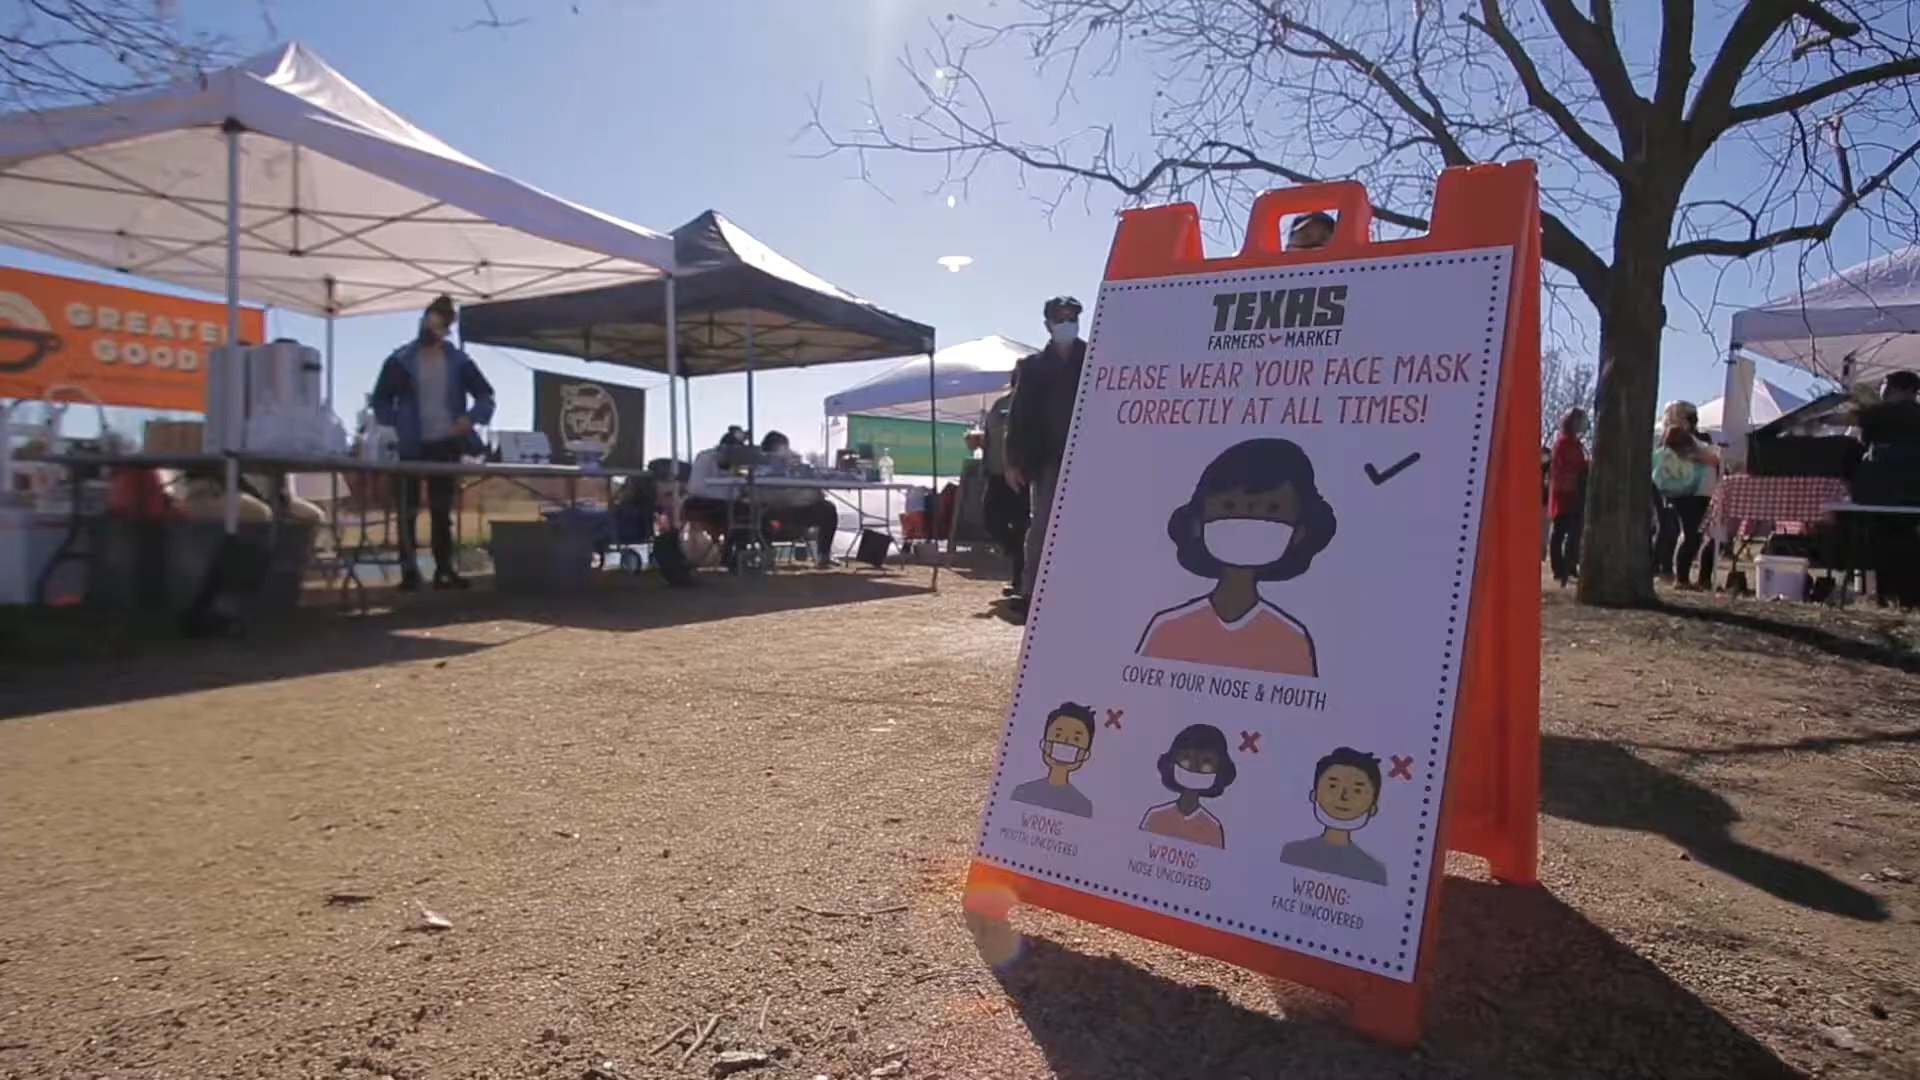 GREATE
GOOD
TEXAS
FARMERS MARKET
PLEASE WEAR YOUR FACE MASK
CORRECTLY AT ALL TIMES!
COVER YOUR NOSE & MOUTH
WRONG:
MOUTH UNCOVERED
WRONG:
NOSE UNCOVERED
WRONG:
FACE UNCOVERED